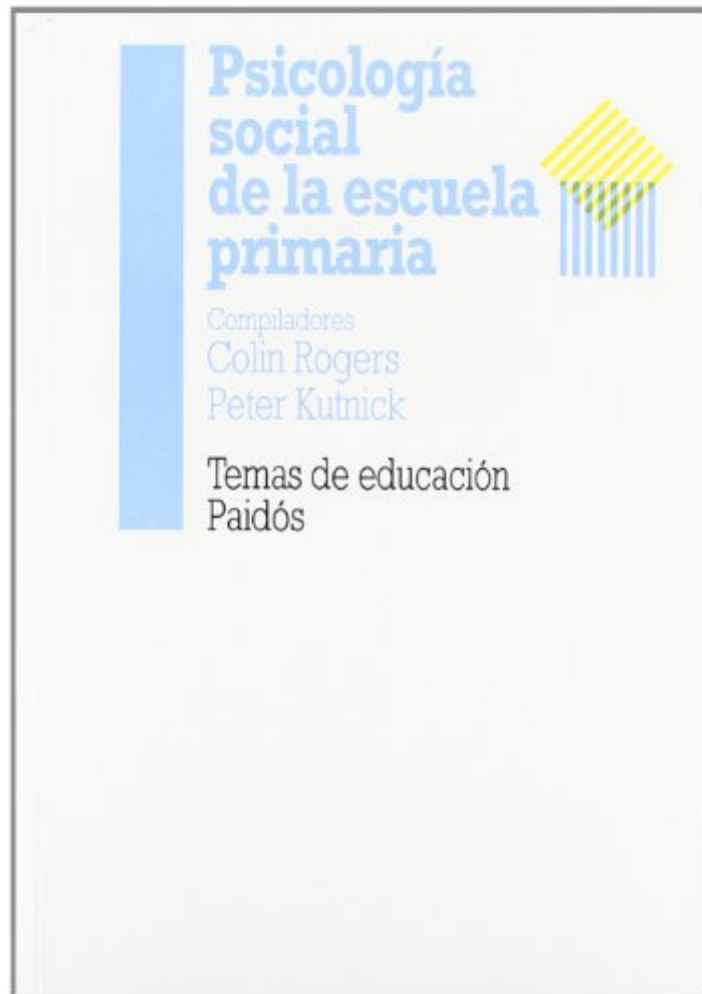 Psicología
social
de la escuela
primaria
Compiladores
Colin Rogers
Peter Kutnick
Temas de educación
Paidós